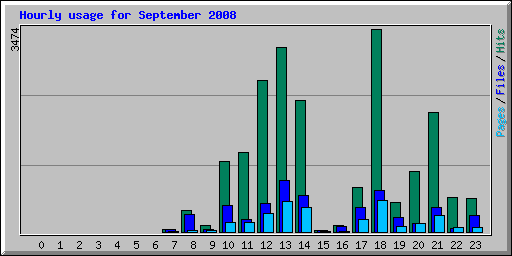 Hourly usage for September 2008
3474
Pages / Files / Hits
0 1 2 3 4 5 6 7 8 9 10 11 12 13 14 15 16 17 18 19 20 21 22 23